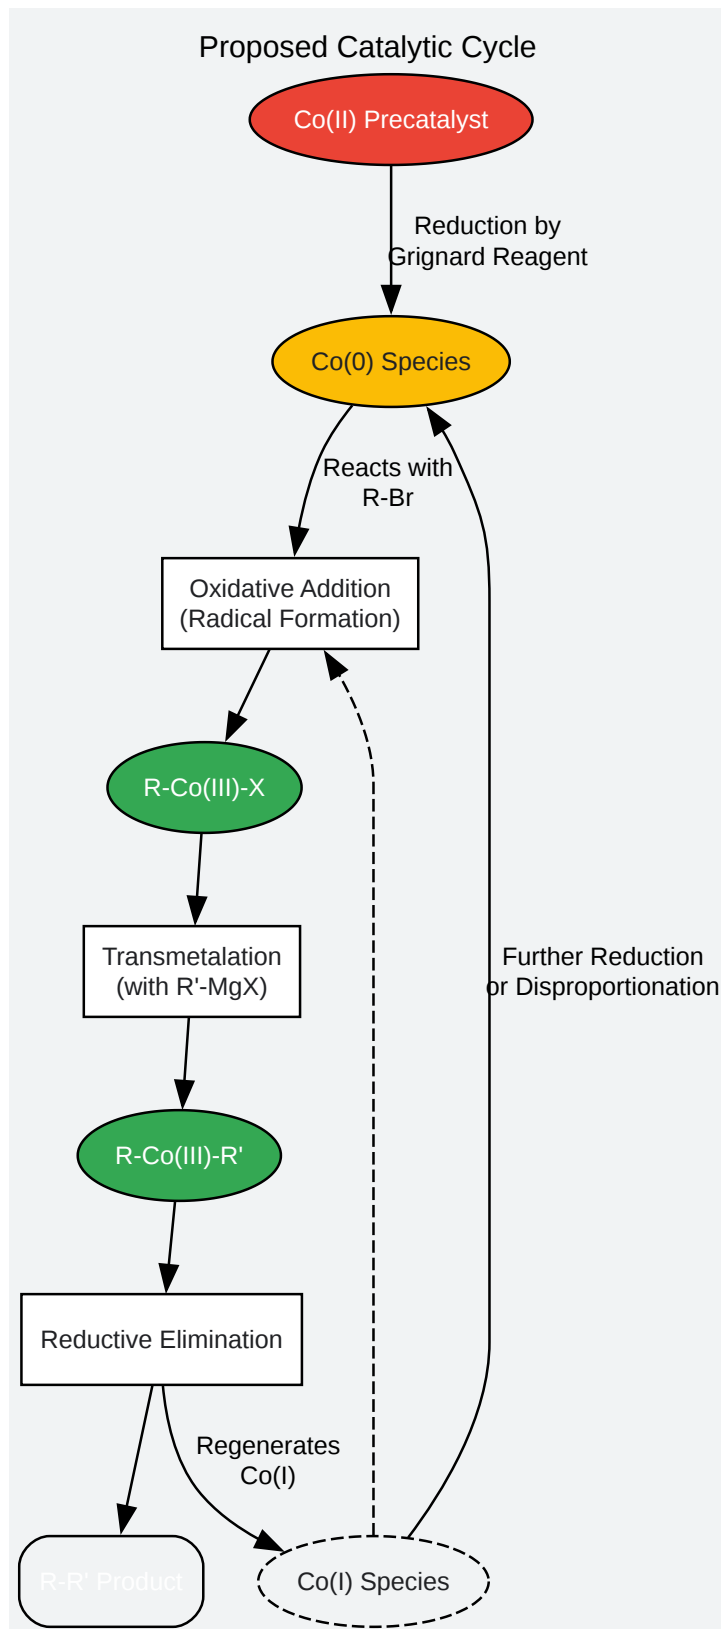 Proposed Catalytic Cycle
Co(II) Precatalyst
Reduction by
Grignard Reagent
Co(0) Species
Reacts with
R-Br
Oxidative Addition
(Radical Formation)
R-Co(III)-X
Transmetalation
(with R'-MgX)
Further Reduction
or Disproportionation
R-Co(III)-R'
Reductive Elimination
Regenerates
Co(I)
R-R' Product
Co(I) Species